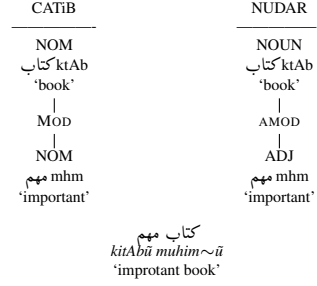 CATiB NUDAR
NOM NOUN
ktAb كتاب ktAb كتاب
‘book’ ‘book’
MOD AMOD
NOM ADJ
mhm مهم mhm مهم
‘important’ ‘important’
كتاب مهم
kitAbũ muhim~ũ
‘improtant book’